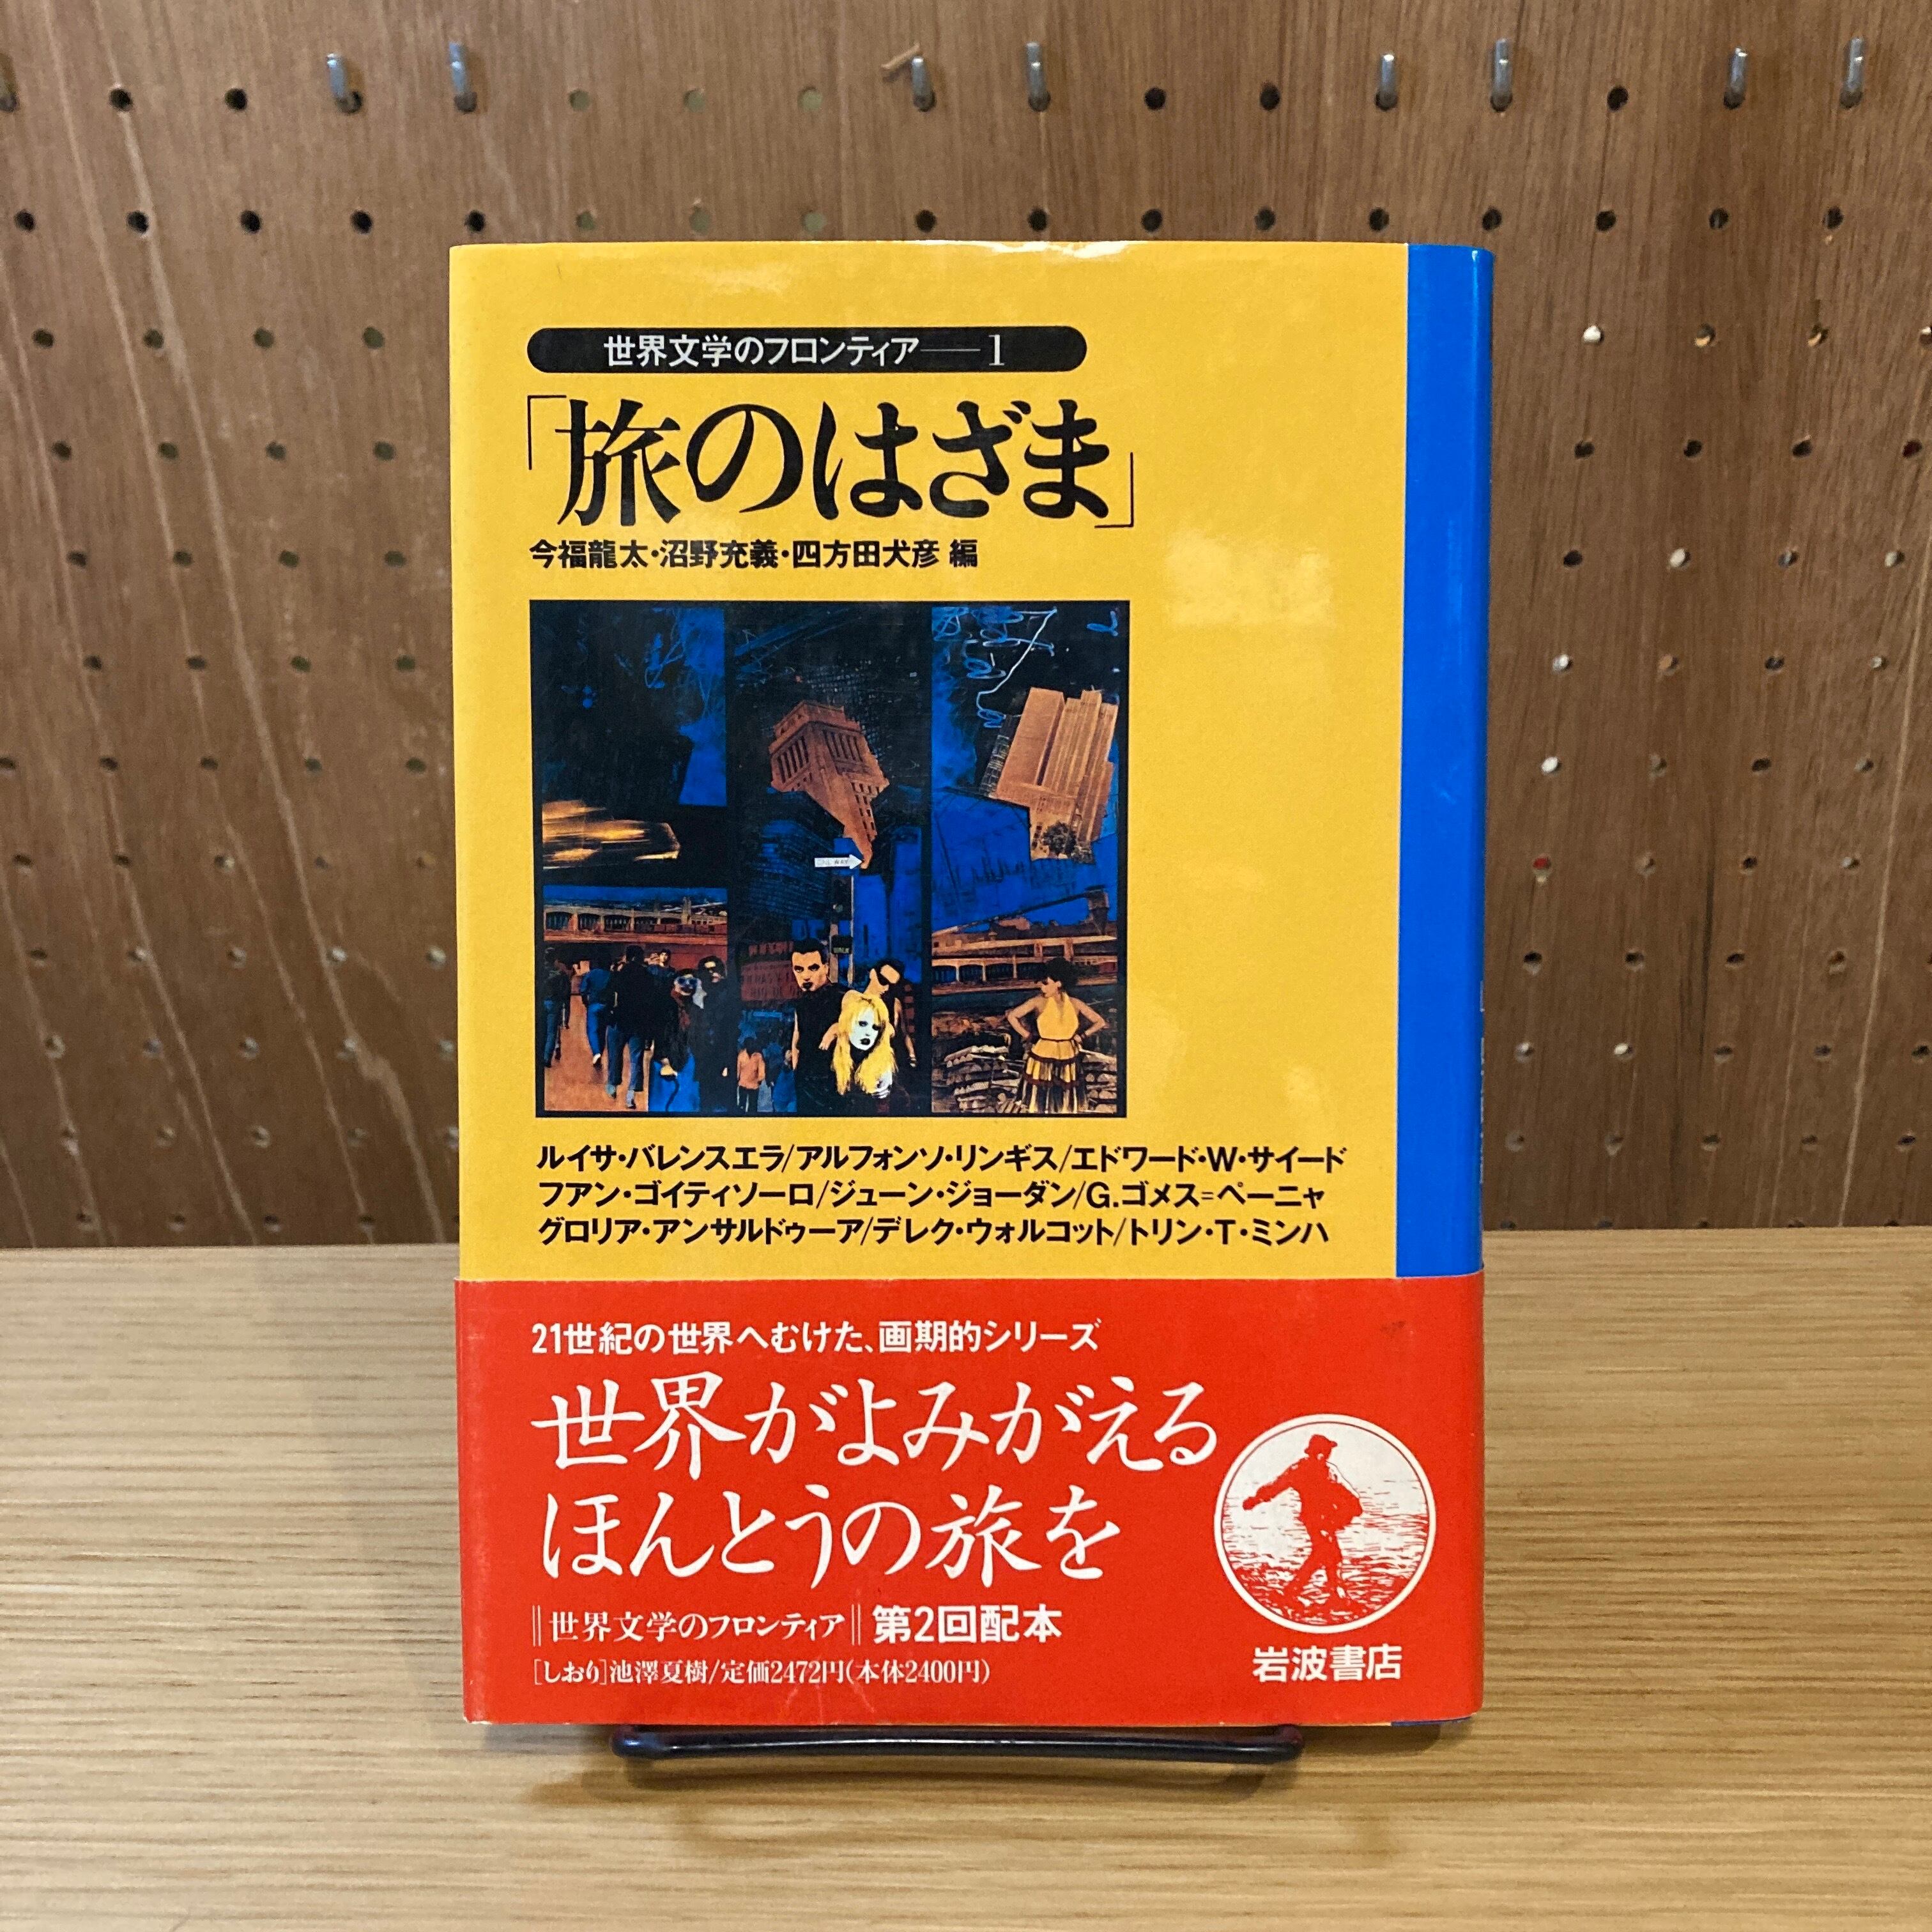 世界文学のフロンティア——1
「旅のはざま」
今福龍太・沼野充義・四方田犬彦 編
ルイサ・バレンスエラ/アルフォンソ・リンギス/エドワード・W・サイード
フアン・ゴイティソーロ/ジューン・ジョーダン/G.ゴメス=ペーニャ
グロリア・アンサルドゥーア/デレク・ウォルコット/トリン・T・ミンハ
21世紀の世界へむけた、画期的シリーズ
世界がよみがえる
ほんとうの旅を
‖世界文学のフロンティア‖第2回配本
[しおり]池澤夏樹/定価2472円(本体2400円)
岩波書店